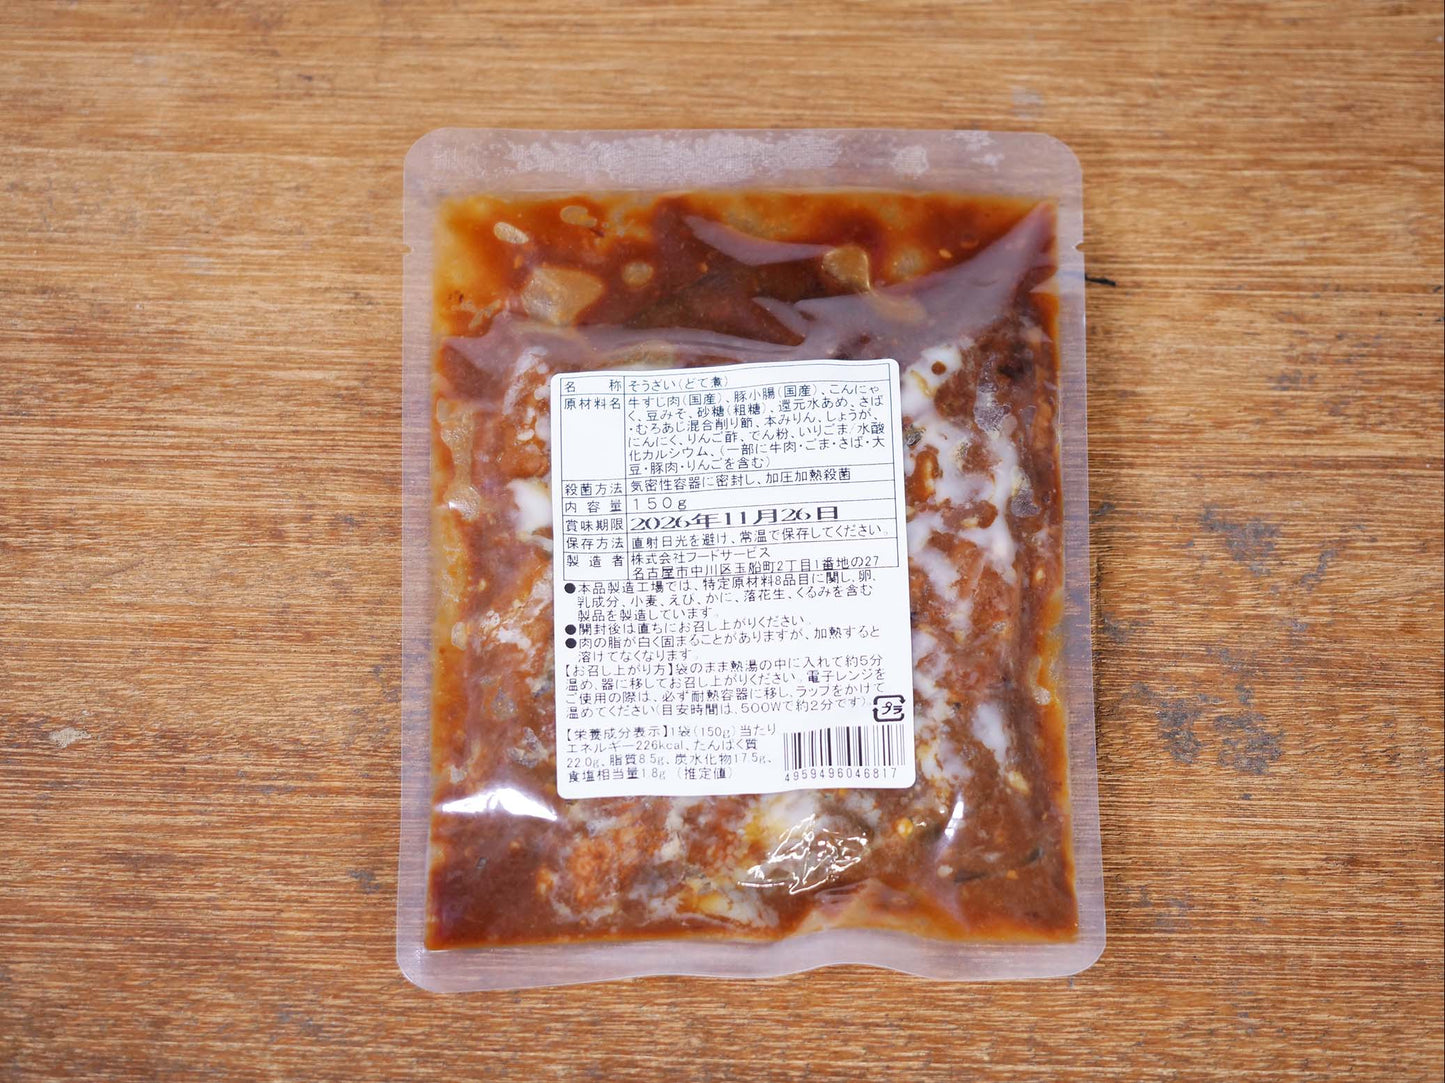 名　称 そうざい(どて煮)
原材料名 牛すじ肉(国産)、豚小腸(国産)、こんにゃ
く、豆みそ、砂糖(粗糖)、還元水あめ、さば
・むろあじ混合削り節、本みりん、しょうが、
にんにく、りんご酢、でん粉、いりごま/水酸
化カルシウム、(一部に牛肉・ごま・さば・大
豆・豚肉・りんごを含む)
殺菌方法 気密性容器に密封し、加圧加熱殺菌
内容量 150g
賞味期限 2026年11月26日
保存方法 直射日光を避け、常温で保存してください。
製造者 株式会社フードサービス
名古屋市中川区玉船町2丁目1番地の27
●本品製造工場では、特定原材料8品目に関し、卵、
乳成分、小麦、えび、かに、落花生、くるみを含む
製品を製造しています。
●開封後は直ちにお召し上がりください。
●肉の脂が白く固まることがありますが、加熱すると
溶けてなくなります。
【お召し上がり方】袋のまま熱湯の中に入れて約5分
温め、器に移してお召し上がりください。電子レンジを
ご使用の際は、必ず耐熱容器に移し、ラップをかけて
温めてください(目安時間は、500Wで約2分です)。
プラ
【栄養成分表示】1袋(150g)当たり
エネルギー226kcal、たんぱく質
22.0g、脂質8.5g、炭水化物17.5g、
食塩相当量1.8g (推定値)
4959496046817